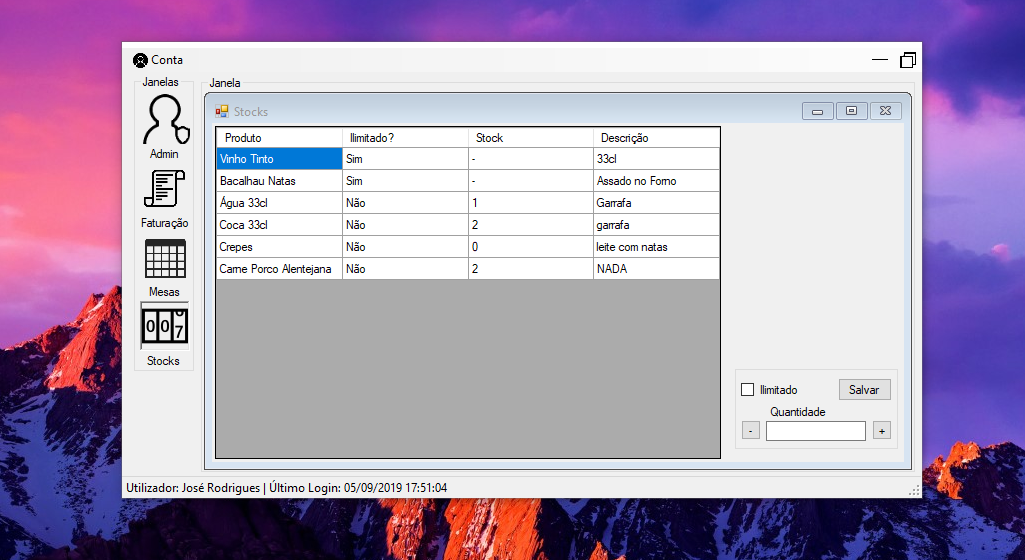 Conta
Janelas
Janela
Admin
Faturação
Mesas
007
Stocks
Stocks
Produto Ilimitado? Stock Descrição
Vinho Tinto Sim - 33cl
Bacalhau Natas Sim - Assado no Forno
Água 33cl Não 1 Garrafa
Coca 33cl Não 2 garrafa
Crepes Não 0 leite com natas
Carne Porco Alentejana Não 2 NADA
Ilimitado Salvar
Quantidade
- +
Utilizador: José Rodrigues | Último Login: 05/09/2019 17:51:04